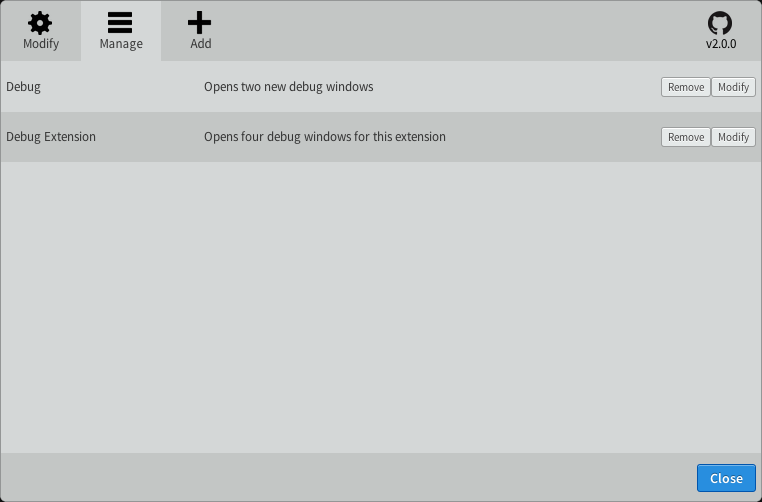 Modify
Manage
Add
v2.0.0
Debug Opens two new debug windows Remove Modify
Debug Extension Opens four debug windows for this extension Remove Modify
Close